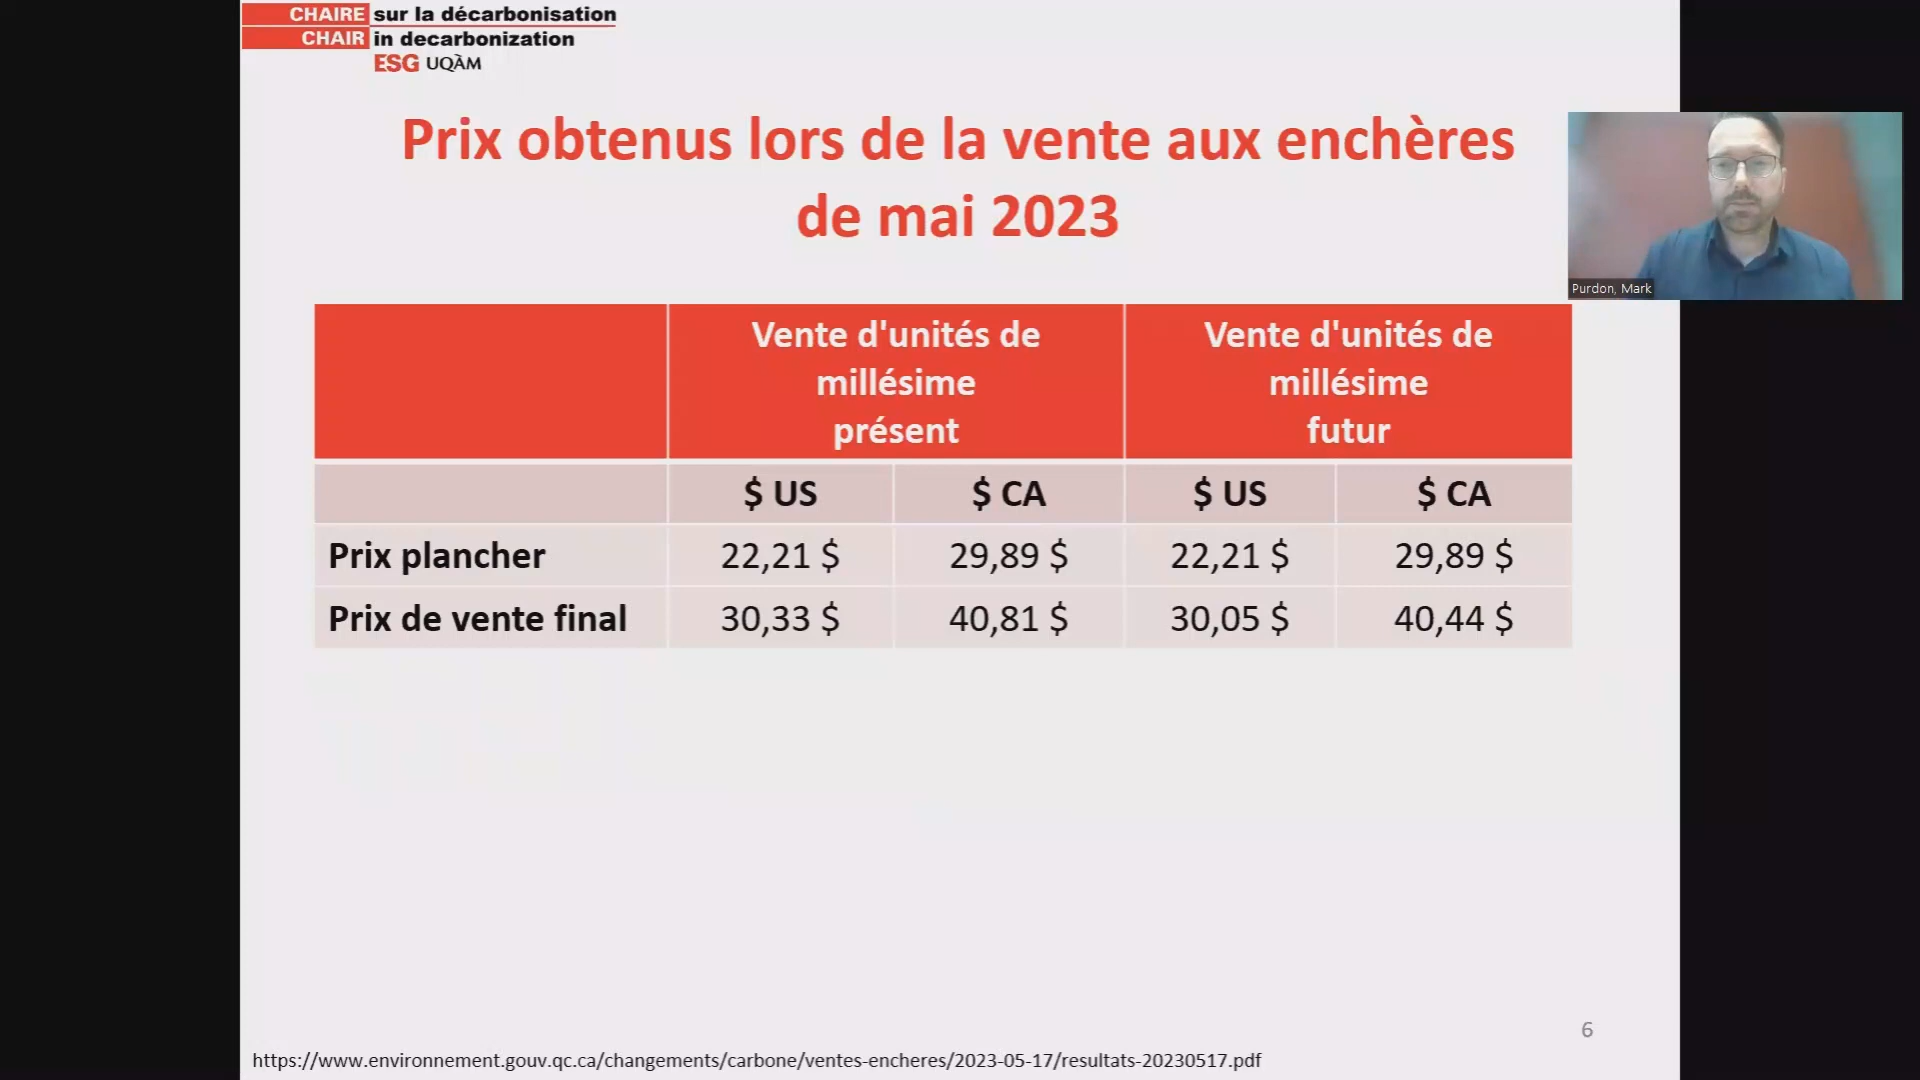 CHAIRE sur la décarbonisation
CHAIR in decarbonization
ESG UQÀM
Prix obtenus lors de la vente aux enchères
de mai 2023
Purdon, Mark
Vente d'unités de
millésime
présent
Vente d'unités de
millésime
futur
$ US $ CA $ US $ CA
Prix plancher 22,21 $ 29,89 $ 22,21 $ 29,89 $
Prix de vente final 30,33 $ 40,81 $ 30,05 $ 40,44 $
6
https://www.environnement.gouv.qc.ca/changements/carbone/ventes-encheres/2023-05-17/resultats-20230517.pdf